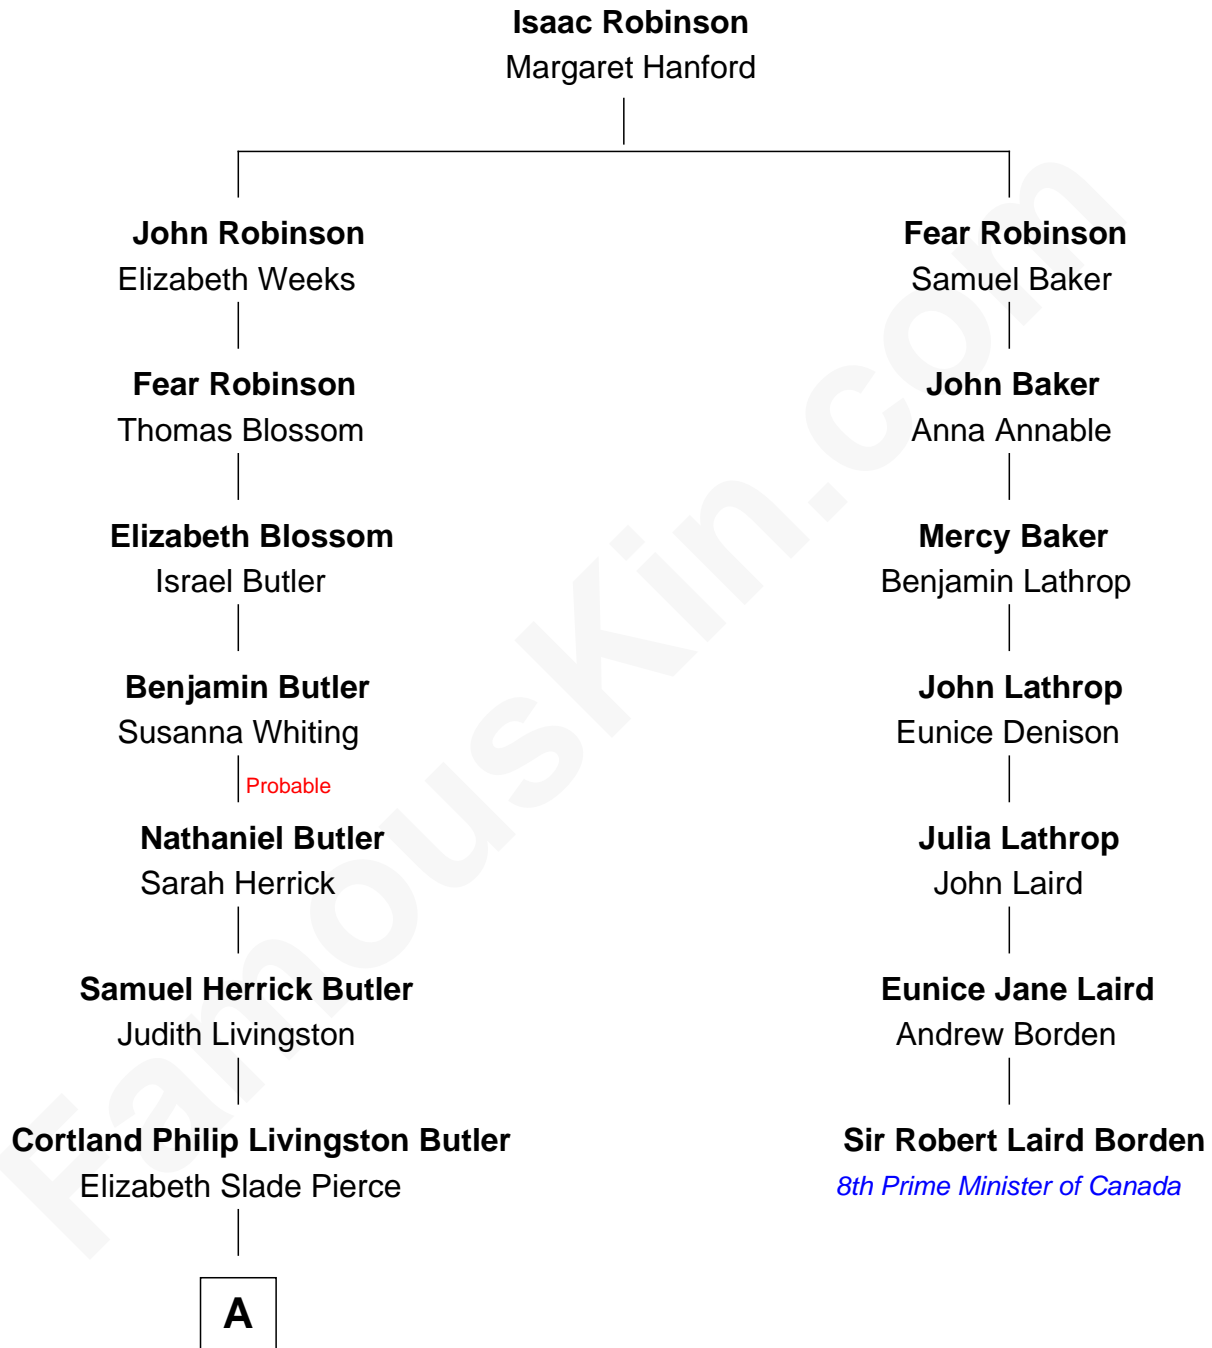 Isaac Robinson
Margaret Hanford
John Robinson
Elizabeth Weeks
Fear Robinson
Samuel Baker
Fear Robinson
Thomas Blossom
John Baker
Anna Annable
Elizabeth Blossom
Israel Butler
Mercy Baker
Benjamin Lathrop
Benjamin Butler
Susanna Whiting
John Lathrop
Eunice Denison
Probable
Nathaniel Butler
Sarah Herrick
Julia Lathrop
John Laird
Samuel Herrick Butler
Judith Livingston
Eunice Jane Laird
Andrew Borden
Cortland Philip Livingston Butler
Elizabeth Slade Pierce
Sir Robert Laird Borden
8th Prime Minister of Canada
A
FamousKin.com